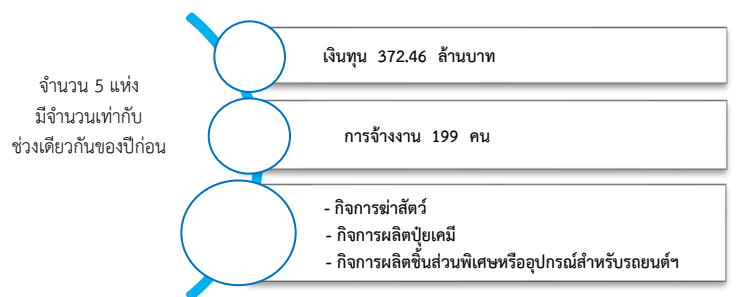 จำนวน 5 แห่ง
มีจำนวนเท่ากับ
ช่วงเดียวกันของปีก่อน
เงินทุน 372.46 ล้านบาท
การจ้างงาน 199 คน
- กิจการฆ่าสัตว์
- กิจการผลิตปุ๋ยเคมี
- กิจการผลิตชิ้นส่วนพิเศษหรืออุปกรณ์สำหรับรถยนต์ฯ